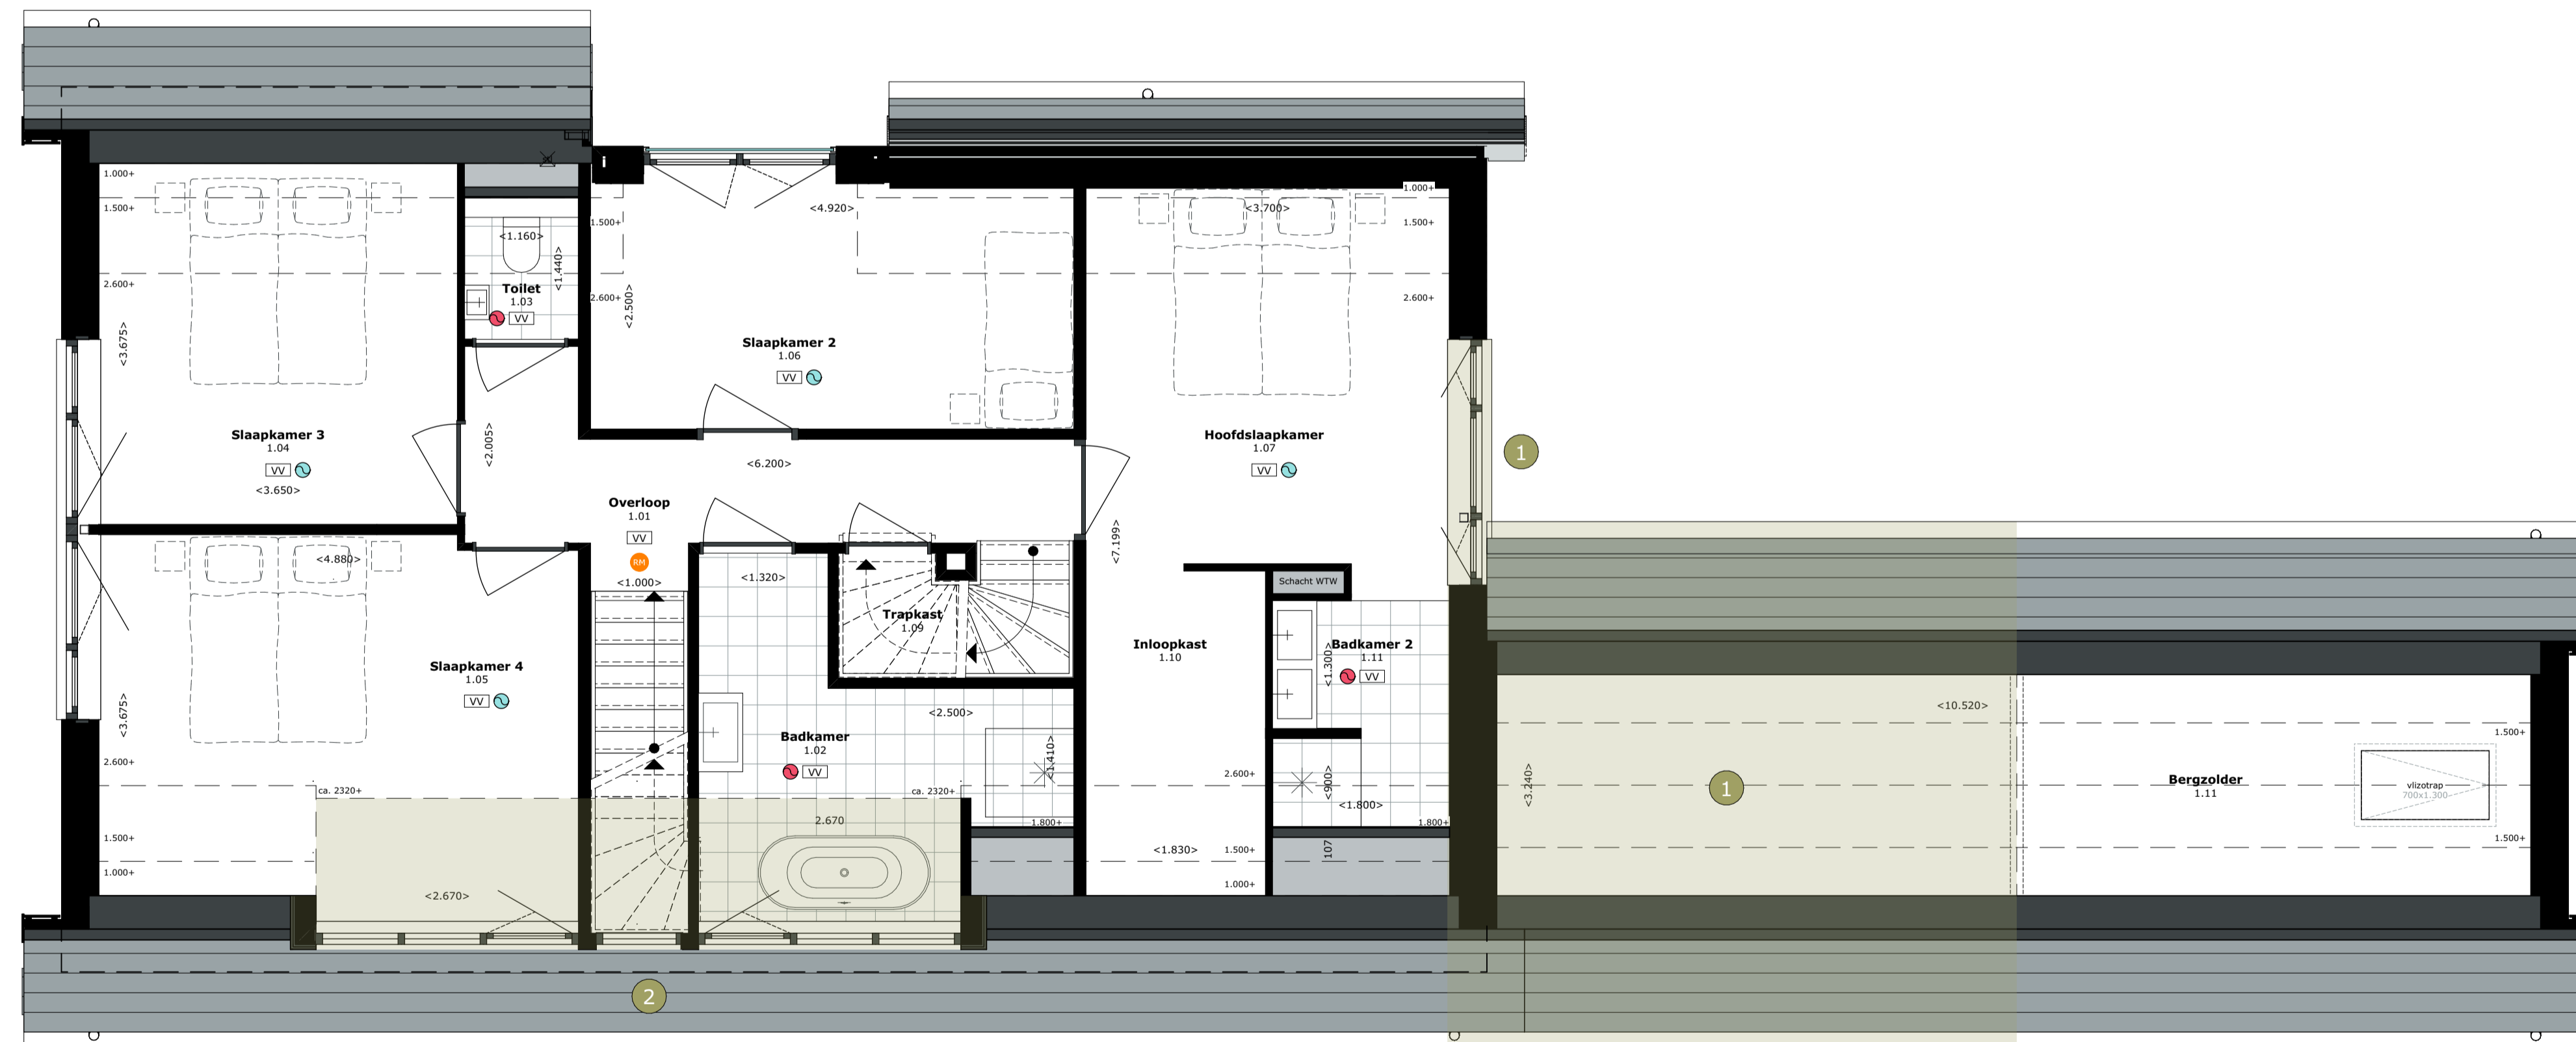 1.000+
1.500+
2.600+
<3.675>
Slaapkamer 3
1.04
VV
<3.650>
<1.160>
<1.440>
Toilet
1.03
VV
<2.005>
1.500+
2.600+
<2.500>
<4.920>
Slaapkamer 2
1.06
VV
<6.200>
Overloop
1.01
VV
RM
<1.000>
1.000+
<3.700>
1.500+
2.600+
Hoofdslaapkamer
1.07
VV
1
<7.199>
<4.880>
Slaapkamer 4
1.05
VV
<3.675>
2.600+
ca. 2320+
1.500+
1.000+
<2.670>
<1.320>
Trapkast
1.09
<2.500>
Badkamer
1.02
VV
<1.410>
ca. 2320+
2.670
1.800+
Inloopkast
1.10
2.600+
<1.830>
1.500+
1.000+
Schacht WTW
<1.300>
Badkamer 2
1.11
VV
<900>
<1.800>
1.800+
107
<3.240>
1
<10.520>
Bergzolder
1.11
1.500+
vlizotrap
700x1.300
1.500+
2